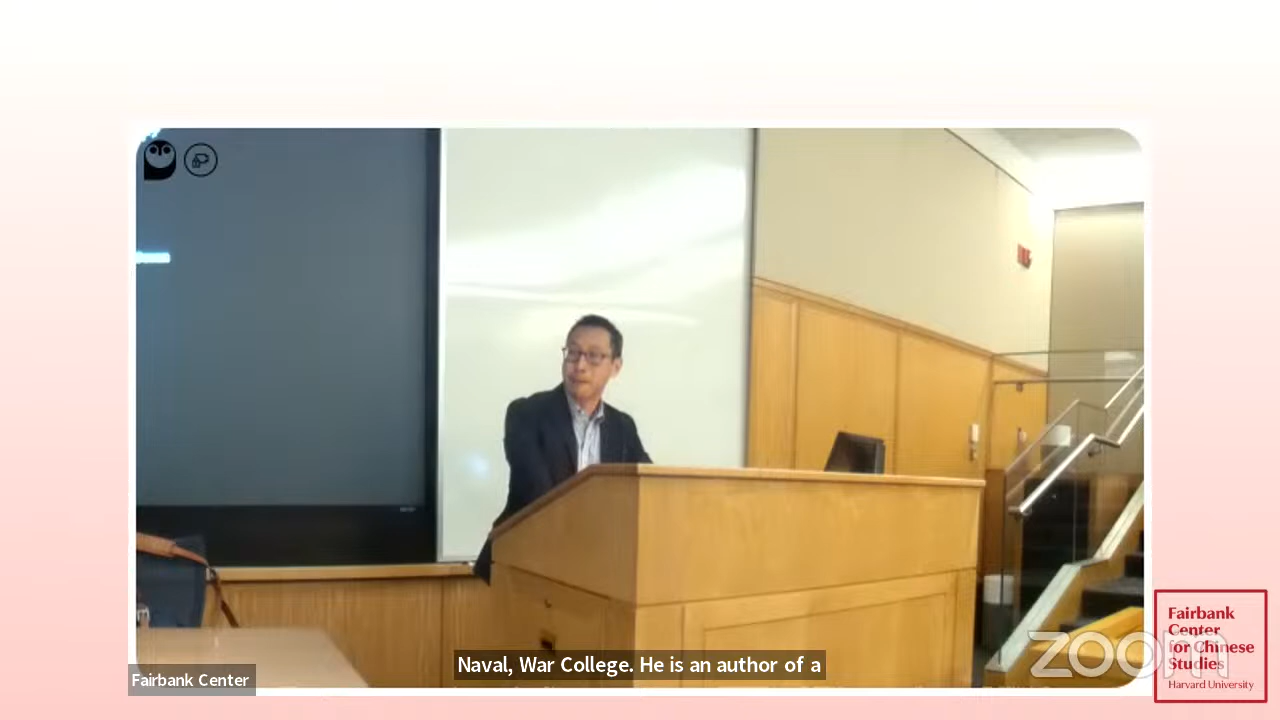 Naval, War College. He is an author of a
Fairbank Center
zoom
Fairbank
Center
for Chinese
Studies
Harvard University